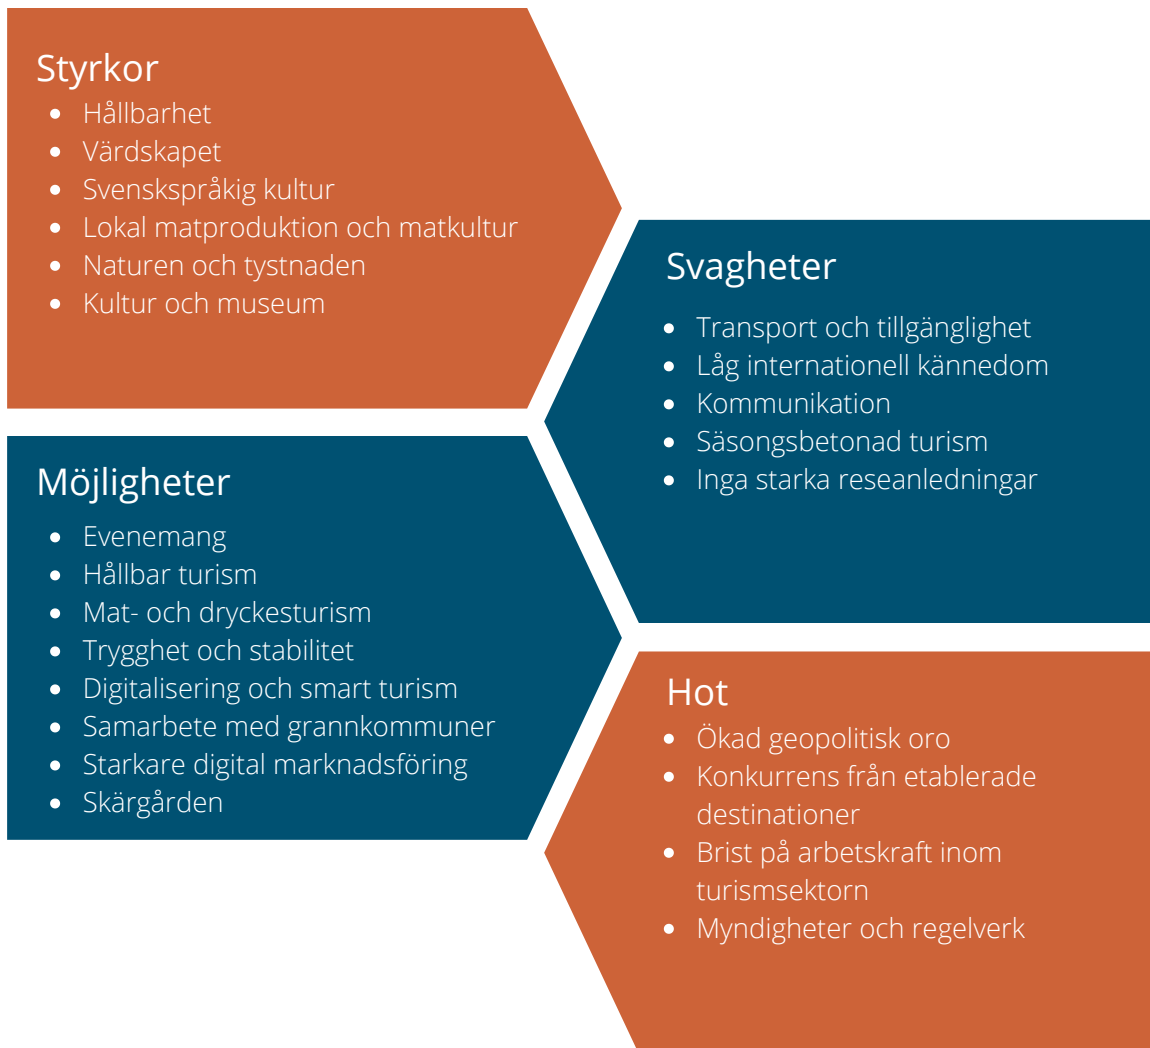 Styrkor
• Hållbarhet
• Värdskapet
• Svenskspråkig kultur
• Lokal matproduktion och matkultur
• Naturen och tystnaden
• Kultur och museum
Svagheter
• Transport och tillgänglighet
• Låg internationell kännedom
• Kommunikation
• Säsongsbetonad turism
• Inga starka reseanledningar
Möjligheter
• Evenemang
• Hållbar turism
• Mat- och dryckesturism
• Trygghet och stabilitet
• Digitalisering och smart turism
• Samarbete med grannkommuner
• Starkare digital marknadsföring
• Skärgården
Hot
• Ökad geopolitisk oro
• Konkurrens från etablerade
destinationer
• Brist på arbetskraft inom
turismsektorn
• Myndigheter och regelverk